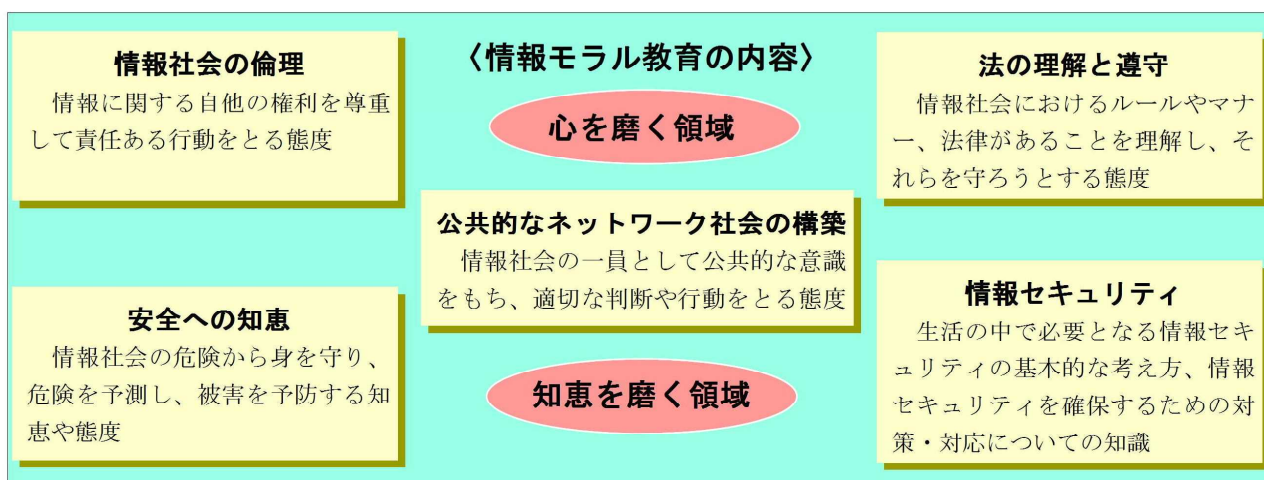 〈情報モラル教育の内容〉
情報社会の倫理
情報に関する自他の権利を尊重
して責任ある行動をとる態度
心を磨く領域
法の理解と遵守
情報社会におけるルールやマナ
ー、法律があることを理解し、そ
れらを守ろうとする態度
公共的なネットワーク社会の構築
情報社会の一員として公共的な意識
をもち、適切な判断や行動をとる態度
安全への知恵
情報社会の危険から身を守り、
危険を予測し、被害を予防する知
恵や態度
知恵を磨く領域
情報セキュリティ
生活の中で必要となる情報セキ
ュリティの基本的な考え方、情報
セキュリティを確保するための対
策・対応についての知識